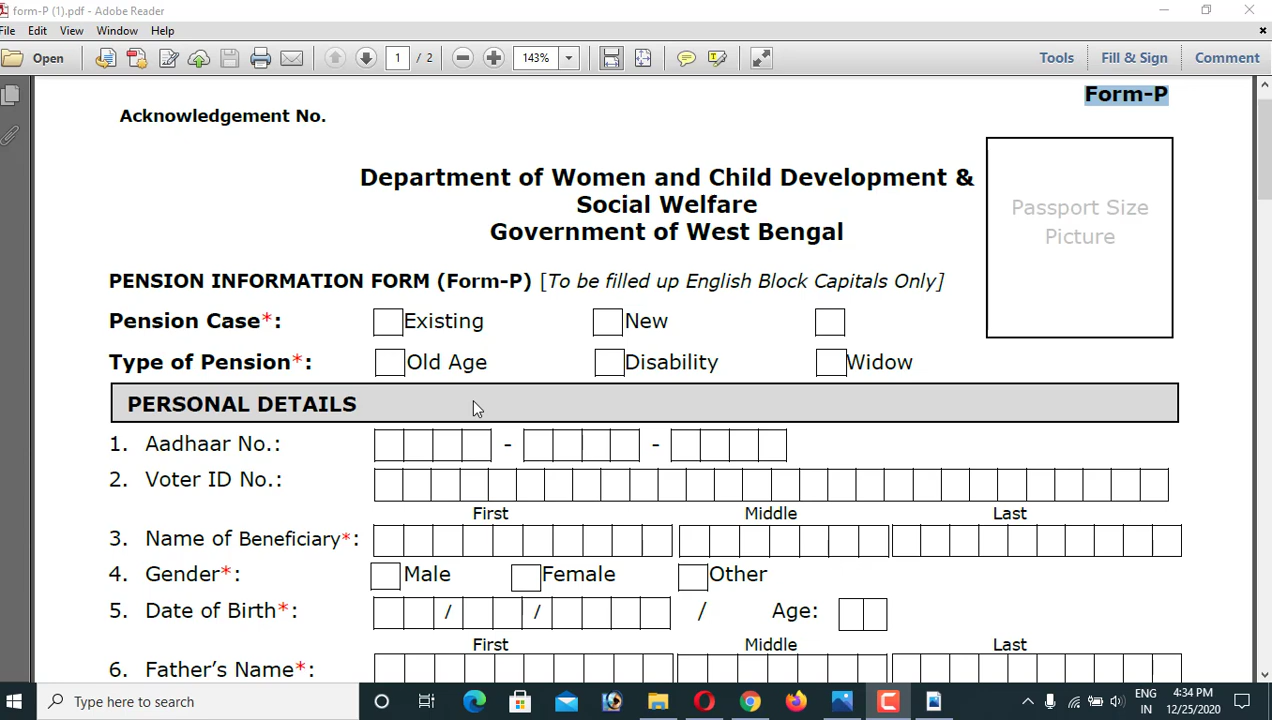 form-P (1).pdf - Adobe Reader
File Edit View Window Help
Open 1 / 2 143% Tools Fill & Sign Comment
Form-P
Acknowledgement No.
Department of Women and Child Development &
Social Welfare
Government of West Bengal
Passport Size
Picture
PENSION INFORMATION FORM (Form-P) [To be filled up English Block Capitals Only]
Pension Case*: Existing New
Type of Pension*: Old Age Disability Widow
PERSONAL DETAILS
1. Aadhaar No.: - -
2. Voter ID No.:
First Middle Last
3. Name of Beneficiary*:
4. Gender*: Male Female Other
5. Date of Birth*: / / / Age:
First Middle Last
6. Father's Name*:
Type here to search
ENG 4:34 PM
IN 12/25/2020